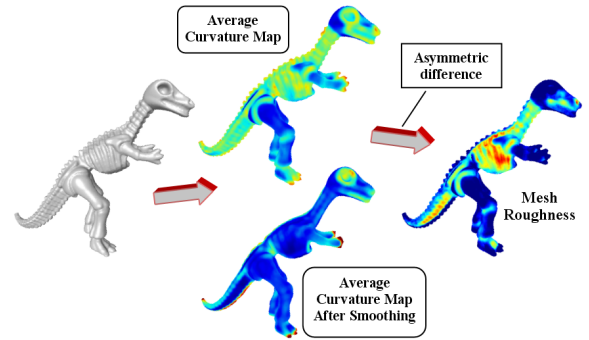 Average
Curvature Map
Asymmetric
difference
Mesh
Roughness
Average
Curvature Map
After Smoothing